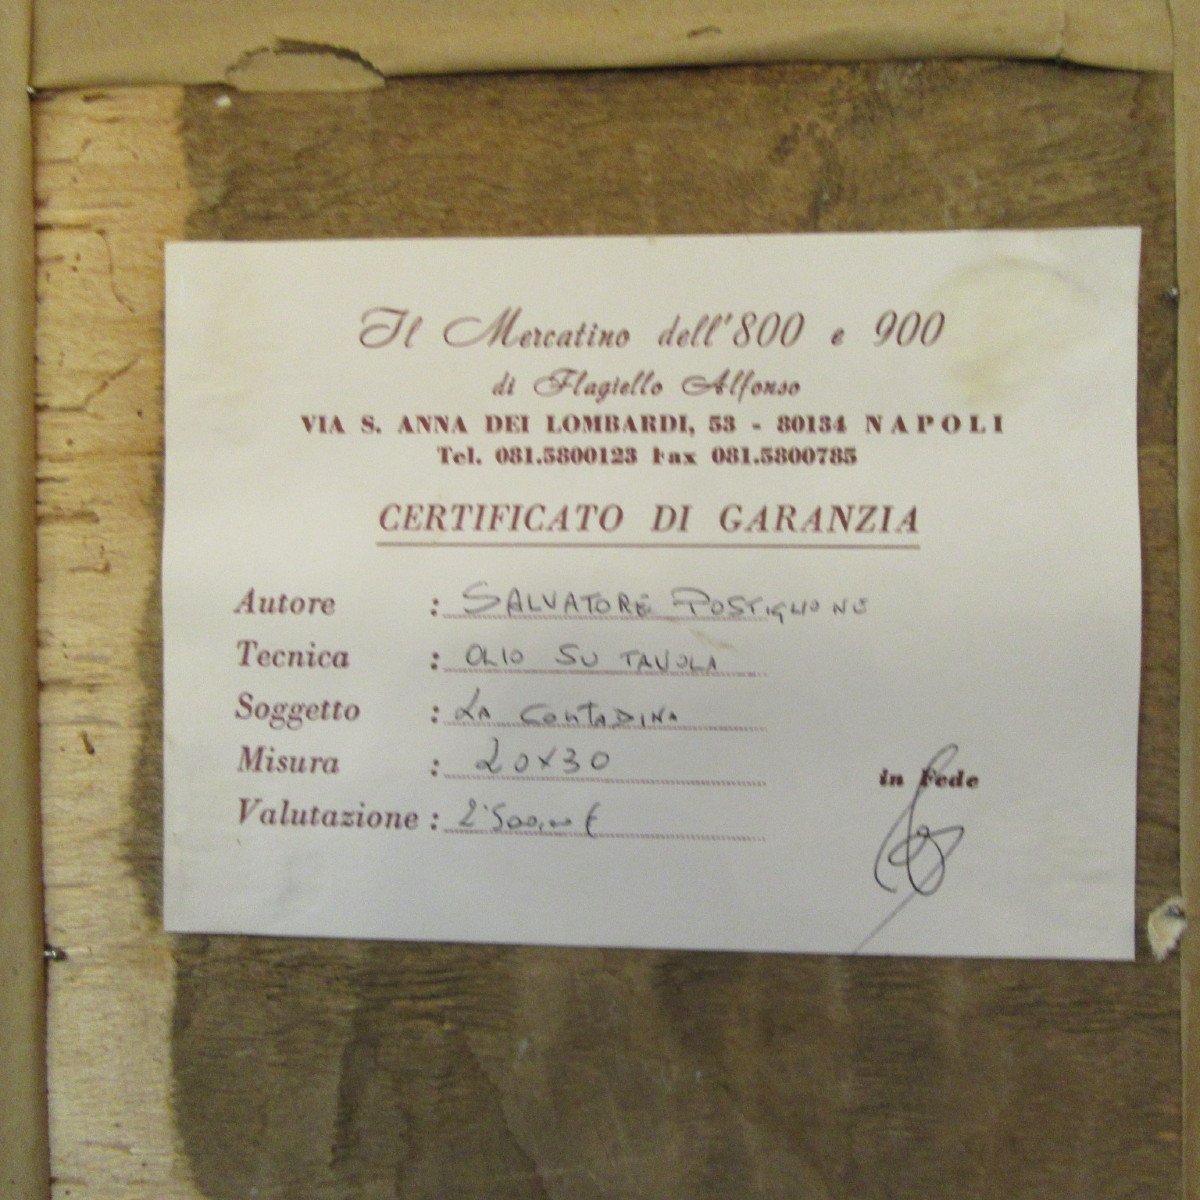 Il Mercatino dell'800 e 900
di Flagiello Alfonso
VIA S. ANNA DEI LOMBARDI, 53 - 80134 NAPOLI
Tel. 081.5800123 Fax 081.5800785
CERTIFICATO DI GARANZIA
Autore : SALVATORE POSTIGLIONE
Tecnica : OLIO SU TAVOLA
Soggetto : LA CONTADINA
Misura : 20x30
in Fede
Valutazione : 2'500,00 €